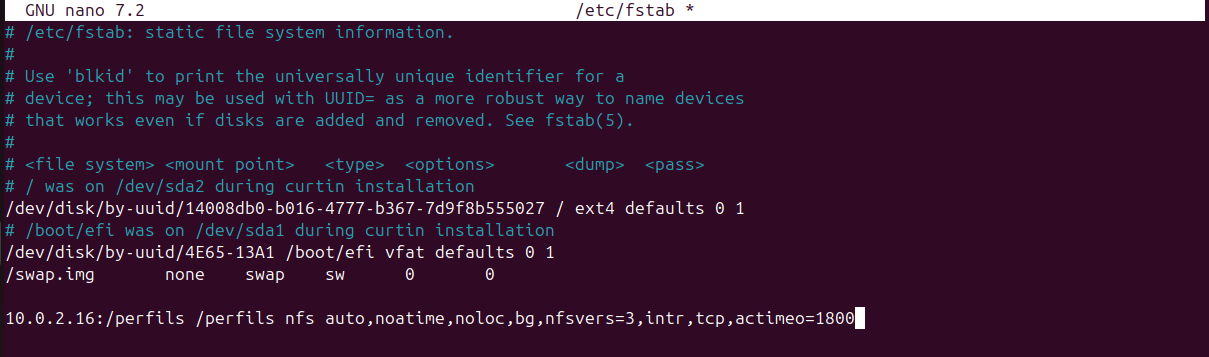 GNU nano 7.2 /etc/fstab *
# /etc/fstab: static file system information.
#
# Use 'blkid' to print the universally unique identifier for a
# device; this may be used with UUID= as a more robust way to name devices
# that works even if disks are added and removed. See fstab(5).
#
# <file system> <mount point>   <type>  <options>       <dump>  <pass>
# / was on /dev/sda2 during curtin installation
/dev/disk/by-uuid/14008db0-b016-4777-b367-7d9f8b555027 / ext4 defaults 0 1
# /boot/efi was on /dev/sda1 during curtin installation
/dev/disk/by-uuid/4E65-13A1 /boot/efi vfat defaults 0 1
/swap.img       none    swap    sw      0       0
10.0.2.16:/perfils /perfils nfs auto,noatime,noloc,bg,nfsvers=3,intr,tcp,actimeo=1800